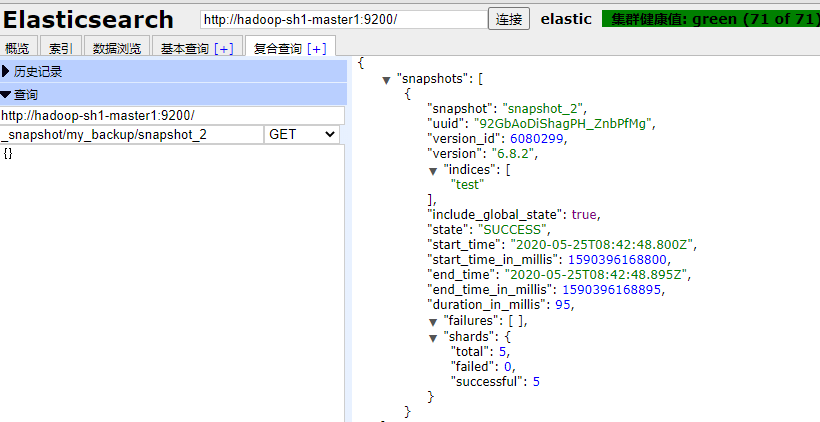 Elasticsearch http://hadoop-sh1-master1:9200/ 连接 elastic 集群健康值: green (71 of 71)
概览 索引 数据浏览 基本查询 [+] 复合查询 [+]
历史记录
查询
http://hadoop-sh1-master1:9200/
_snapshot/my_backup/snapshot_2 GET
{}
{
▼ "snapshots": [
{
"snapshot": "snapshot_2",
"uuid": "92GbAoDiShagPH_ZnbPfMg",
"version_id": 6080299,
"version": "6.8.2",
▼ "indices": [
"test"
],
"include_global_state": true,
"state": "SUCCESS",
"start_time": "2020-05-25T08:42:48.800Z",
"start_time_in_millis": 1590396168800,
"end_time": "2020-05-25T08:42:48.895Z",
"end_time_in_millis": 1590396168895,
"duration_in_millis": 95,
▼ "failures": [ ],
▼ "shards": {
"total": 5,
"failed": 0,
"successful": 5
}
}